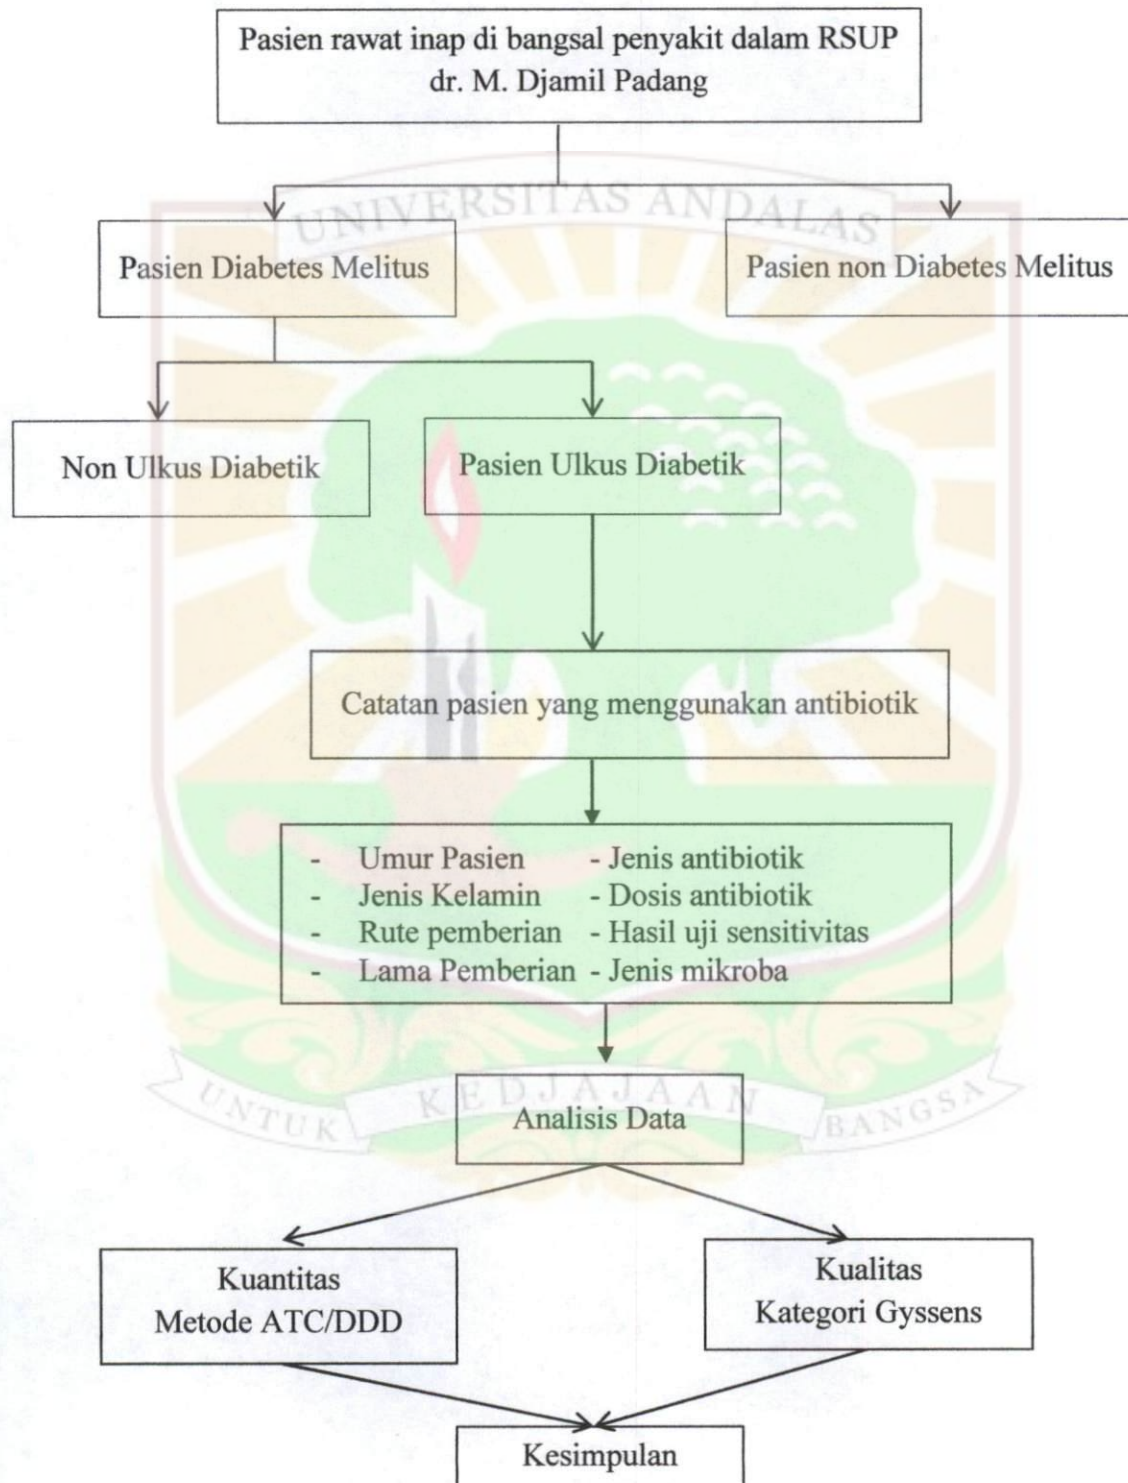 Pasien rawat inap di bangsal penyakit dalam RSUP
dr. M. Djamil Padang
UNIVERSITAS ANDALAS
Pasien Diabetes Melitus
Pasien non Diabetes Melitus
Non Ulkus Diabetik
Pasien Ulkus Diabetik
Catatan pasien yang menggunakan antibiotik
- Umur Pasien - Jenis antibiotik
- Jenis Kelamin - Dosis antibiotik
- Rute pemberian - Hasil uji sensitivitas
- Lama Pemberian - Jenis mikroba
UNTUK KEDJAJAAN BANGSA
Analisis Data
Kuantitas
Metode ATC/DDD
Kualitas
Kategori Gyssens
Kesimpulan